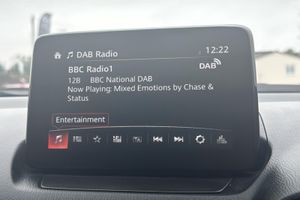 DAB Radio 12:22
BBC Radio1 DAB
12B BBC National DAB
Now Playing: Mixed Emotions by Chase &
Status
Entertainment